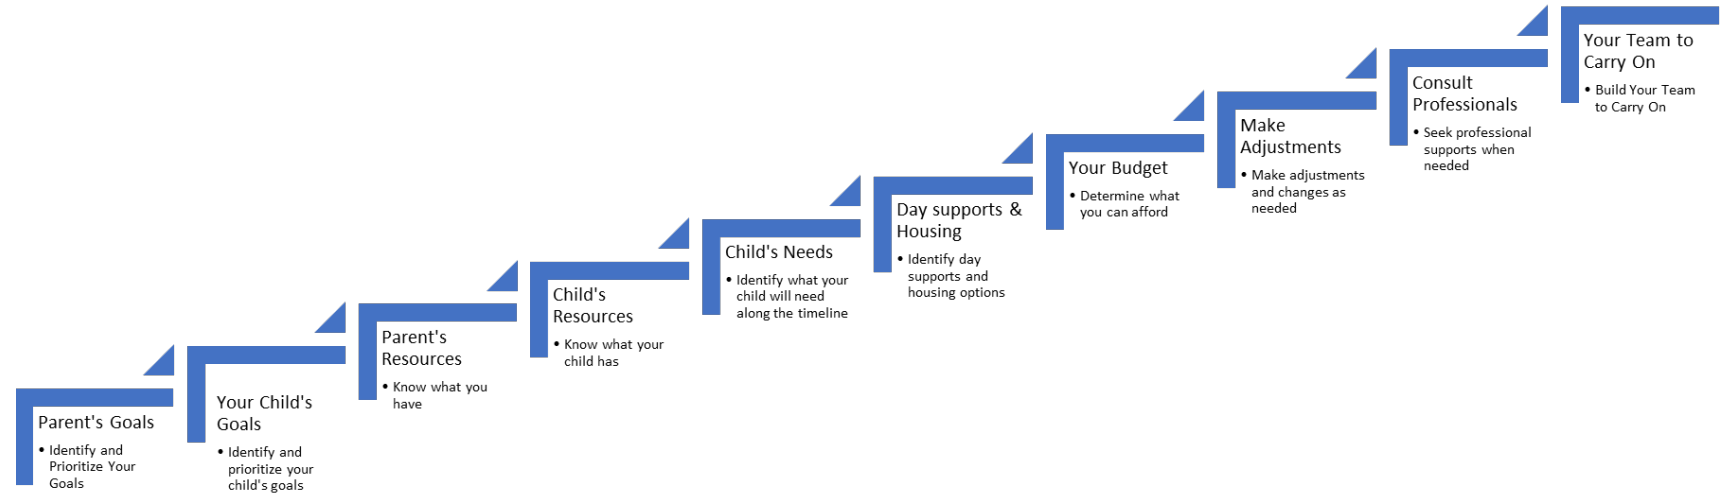 Parent's Goals
• Identify and
Prioritize Your
Goals
Your Child's
Goals
• Identify and
prioritize your
child's goals
Parent's
Resources
• Know what you
have
Child's
Resources
• Know what your
child has
Child's Needs
• Identify what your
child will need
along the timeline
Day supports &
Housing
• Identify day
supports and
housing options
Your Budget
• Determine what
you can afford
Make
Adjustments
• Make adjustments
and changes as
needed
Consult
Professionals
• Seek professional
supports when
needed
Your Team to
Carry On
• Build Your Team
to Carry On